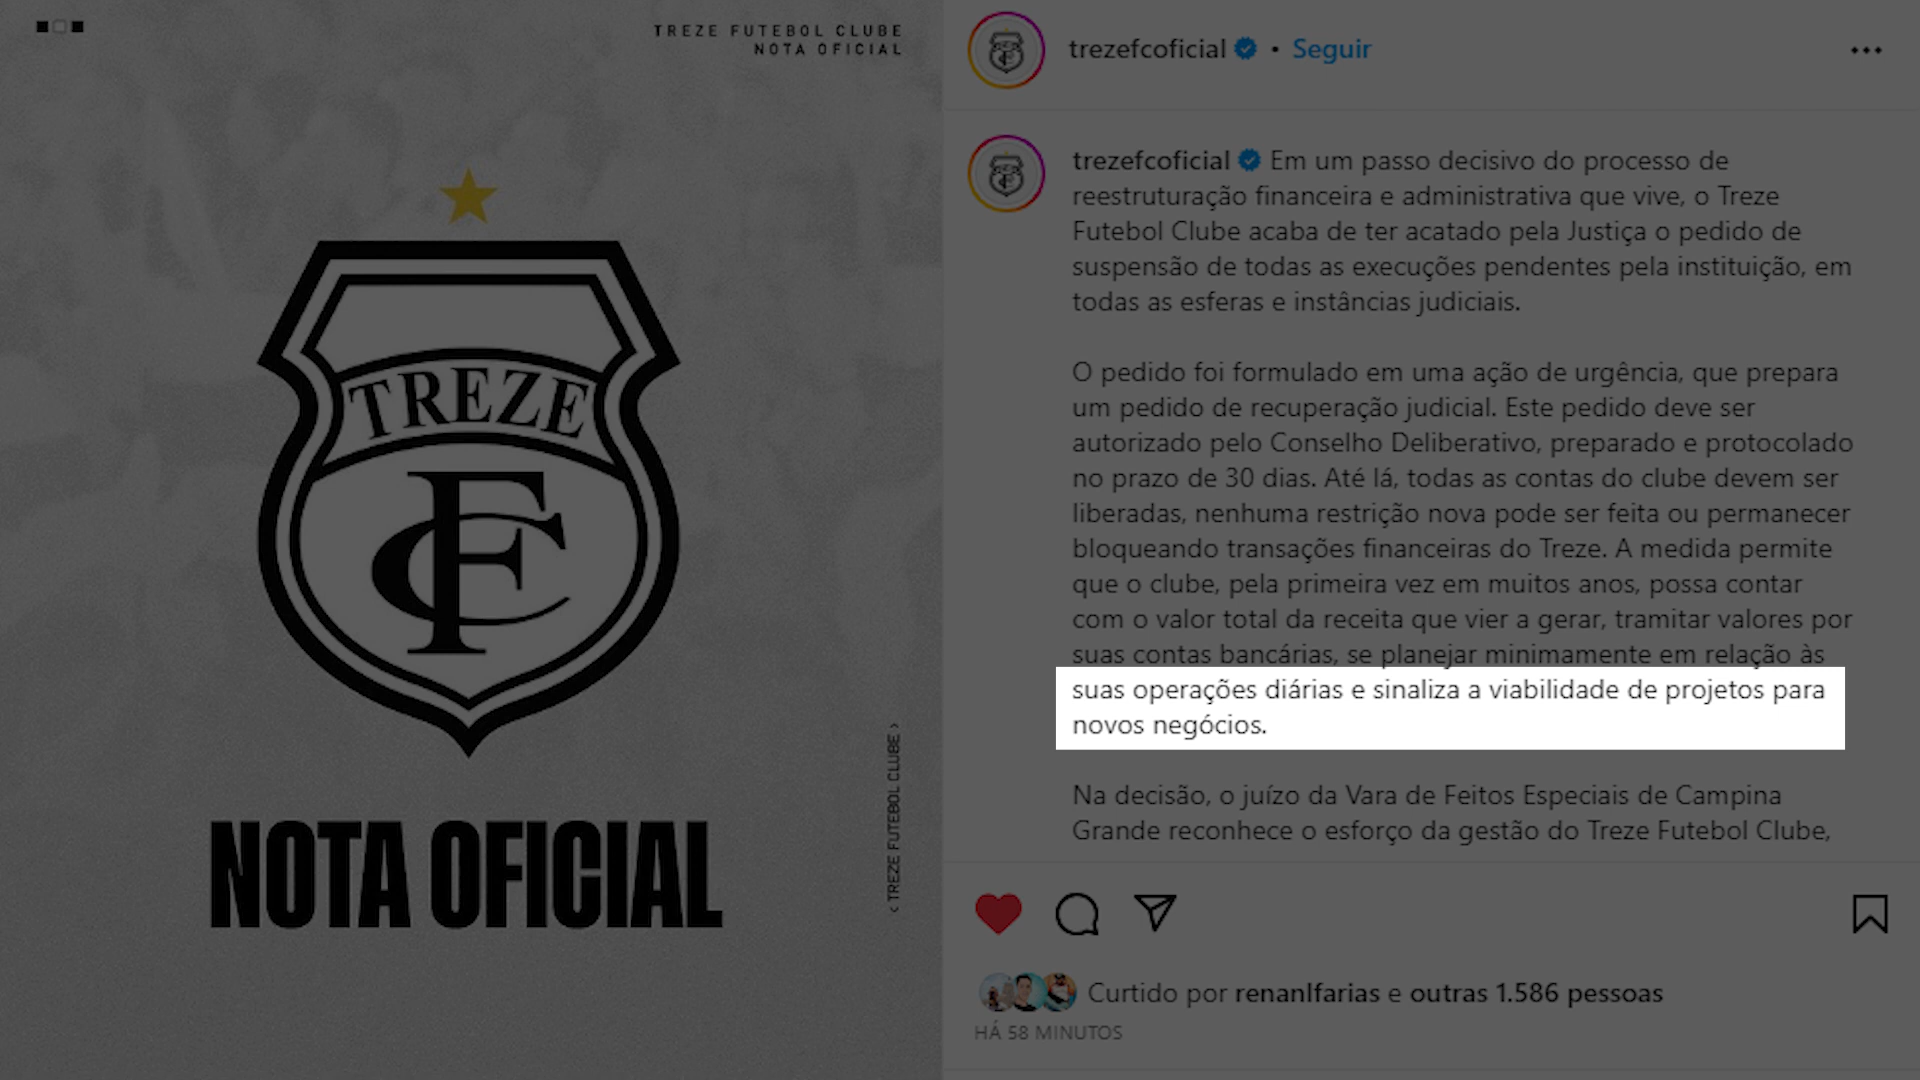 TREZE FUTEBOL CLUBE
NOTA OFICIAL
TREZE
FC
NOTA OFICIAL
< TREZE FUTEBOL CLUBE >
trezefcoficial • Seguir
trezefcoficial Em um passo decisivo do processo de
reestruturação financeira e administrativa que vive, o Treze
Futebol Clube acaba de ter acatado pela Justiça o pedido de
suspensão de todas as execuções pendentes pela instituição, em
todas as esferas e instâncias judiciais.
O pedido foi formulado em uma ação de urgência, que prepara
um pedido de recuperação judicial. Este pedido deve ser
autorizado pelo Conselho Deliberativo, preparado e protocolado
no prazo de 30 dias. Até lá, todas as contas do clube devem ser
liberadas, nenhuma restrição nova pode ser feita ou permanecer
bloqueando transações financeiras do Treze. A medida permite
que o clube, pela primeira vez em muitos anos, possa contar
com o valor total da receita que vier a gerar, tramitar valores por
suas contas bancárias, se planejar minimamente em relação às
suas operações diárias e sinaliza a viabilidade de projetos para
novos negócios.
Na decisão, o juízo da Vara de Feitos Especiais de Campina
Grande reconhece o esforço da gestão do Treze Futebol Clube,
Curtido por renanlfarias e outras 1.586 pessoas
HÁ 58 MINUTOS